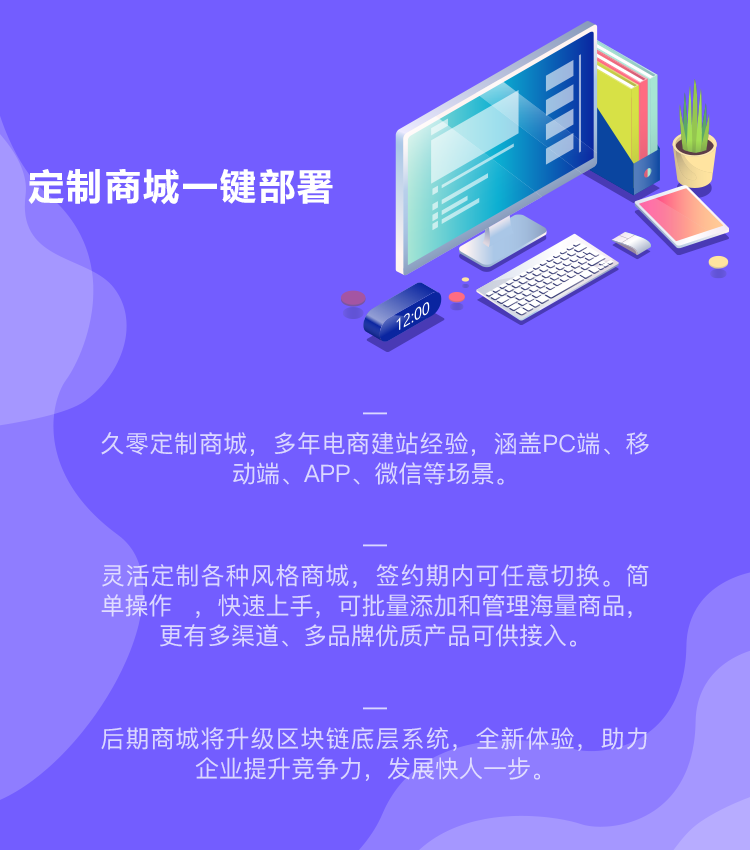 定制商城一键部署
12:00
久零定制商城，多年电商建站经验，涵盖PC端、移
动端、APP、微信等场景。
灵活定制各种风格商城，签约期内可任意切换。简
单操作　，快速上手，可批量添加和管理海量商品，
更有多渠道、多品牌优质产品可供接入。
后期商城将升级区块链底层系统，全新体验，助力
企业提升竞争力，发展快人一步。